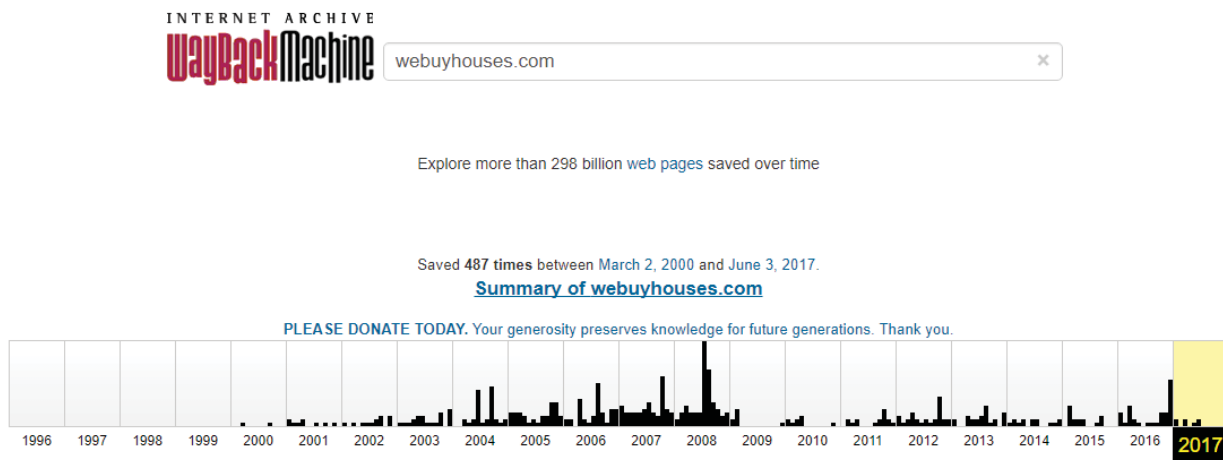 INTERNET ARCHIVE
WayBackMachine
webuyhouses.com ×
Explore more than 298 billion web pages saved over time
Saved 487 times between March 2, 2000 and June 3, 2017.
Summary of webuyhouses.com
PLEASE DONATE TODAY. Your generosity preserves knowledge for future generations. Thank you.
1996 1997 1998 1999 2000 2001 2002 2003 2004 2005 2006 2007 2008 2009 2010 2011 2012 2013 2014 2015 2016 2017